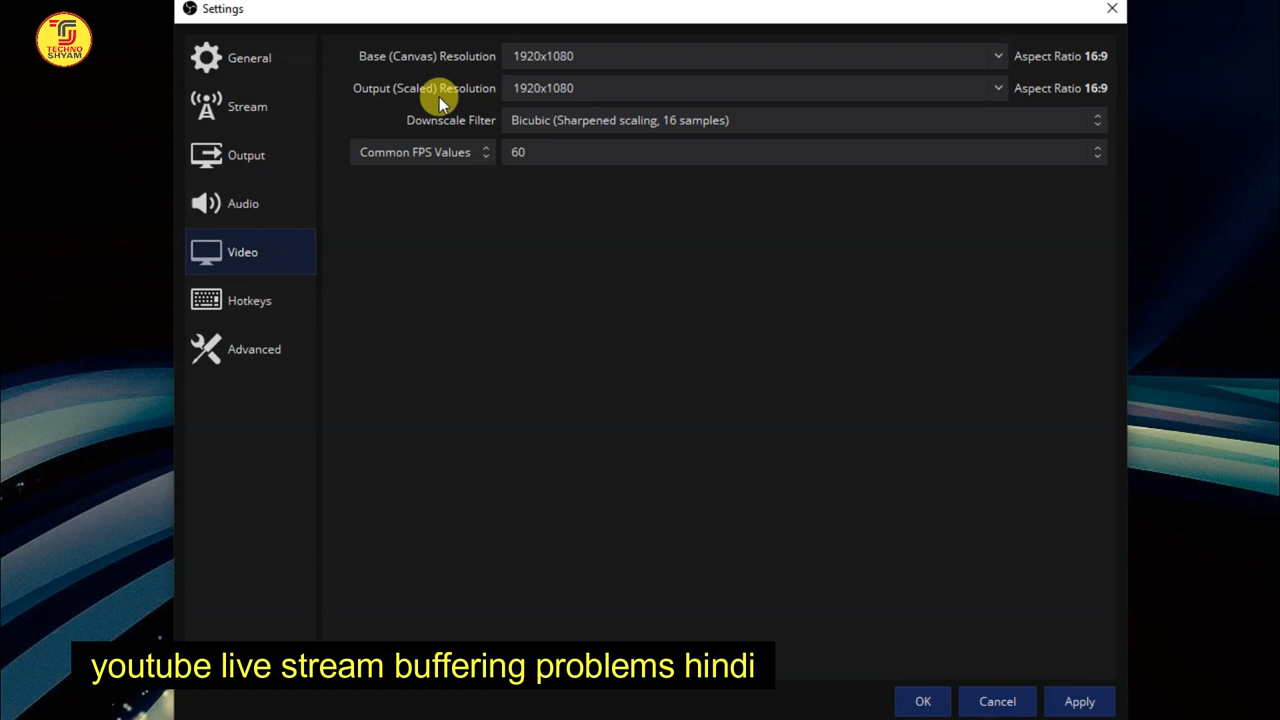 Settings
TECHNO
SHYAM
General
Stream
Output
Audio
Video
Hotkeys
Advanced
Base (Canvas) Resolution 1920x1080 Aspect Ratio 16:9
Output (Scaled) Resolution 1920x1080 Aspect Ratio 16:9
Downscale Filter Bicubic (Sharpened scaling, 16 samples)
Common FPS Values 60
youtube live stream buffering problems hindi
OK Cancel Apply